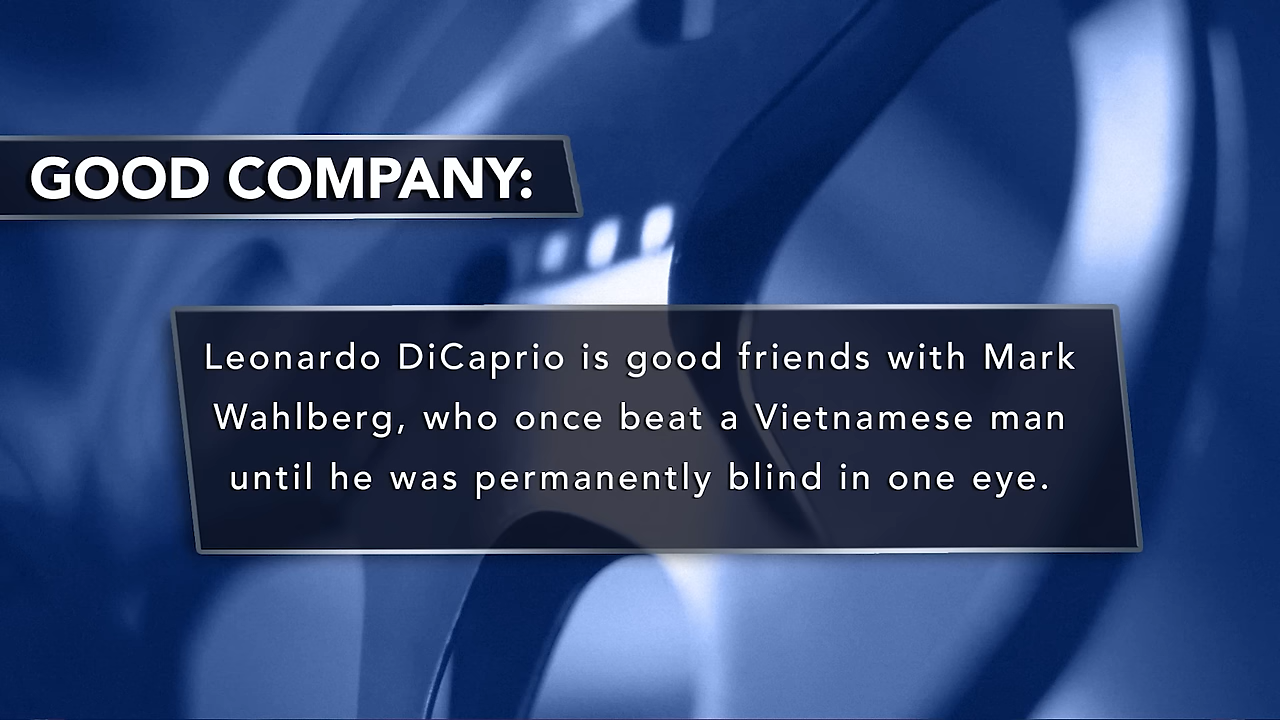 GOOD COMPANY:
Leonardo DiCaprio is good friends with Mark
Wahlberg, who once beat a Vietnamese man
until he was permanently blind in one eye.